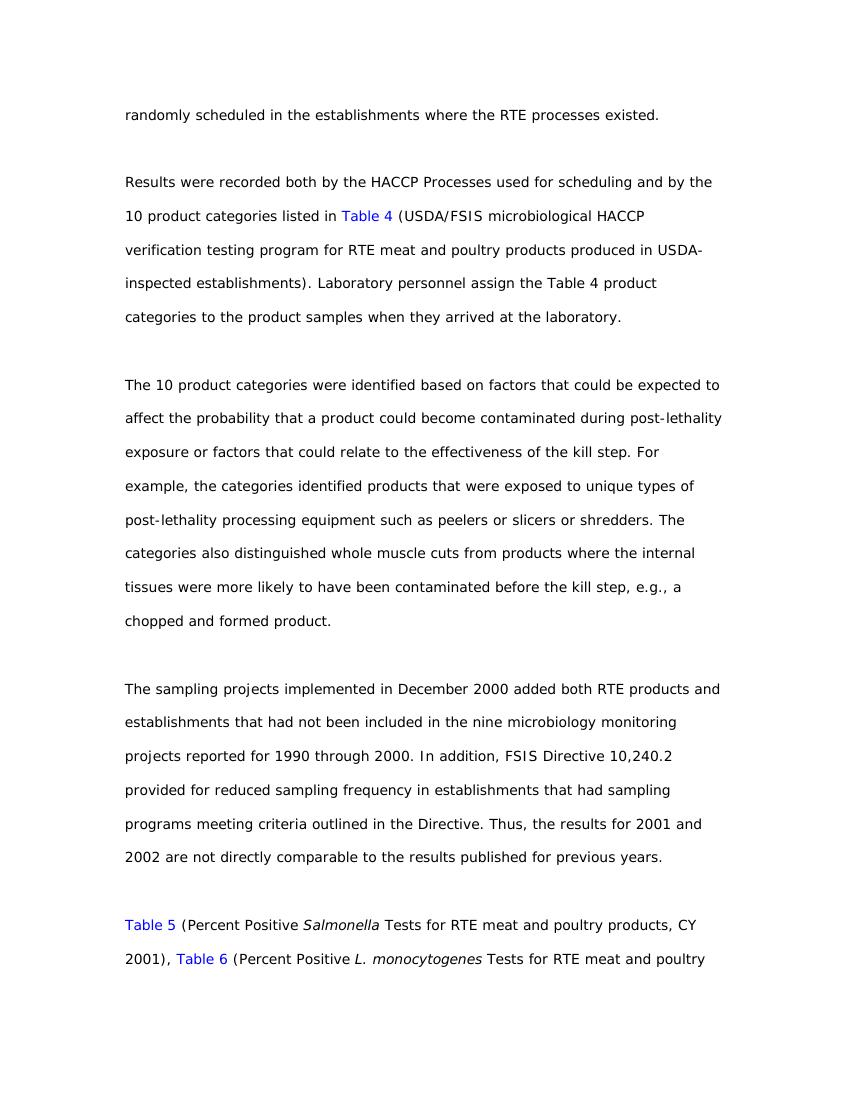 randomly scheduled in the establishments where the RTE processes existed.
Results were recorded both by the HACCP Processes used for scheduling and by the
10 product categories listed in Table 4 (USDA/FSIS microbiological HACCP
verification testing program for RTE meat and poultry products produced in USDA-
inspected establishments). Laboratory personnel assign the Table 4 product
categories to the product samples when they arrived at the laboratory.
The 10 product categories were identified based on factors that could be expected to
affect the probability that a product could become contaminated during post-lethality
exposure or factors that could relate to the effectiveness of the kill step. For
example, the categories identified products that were exposed to unique types of
post-lethality processing equipment such as peelers or slicers or shredders. The
categories also distinguished whole muscle cuts from products where the internal
tissues were more likely to have been contaminated before the kill step, e.g., a
chopped and formed product.
The sampling projects implemented in December 2000 added both RTE products and
establishments that had not been included in the nine microbiology monitoring
projects reported for 1990 through 2000. In addition, FSIS Directive 10,240.2
provided for reduced sampling frequency in establishments that had sampling
programs meeting criteria outlined in the Directive. Thus, the results for 2001 and
2002 are not directly comparable to the results published for previous years.
Table 5 (Percent Positive Salmonella Tests for RTE meat and poultry products, CY
2001), Table 6 (Percent Positive L. monocytogenes Tests for RTE meat and poultry